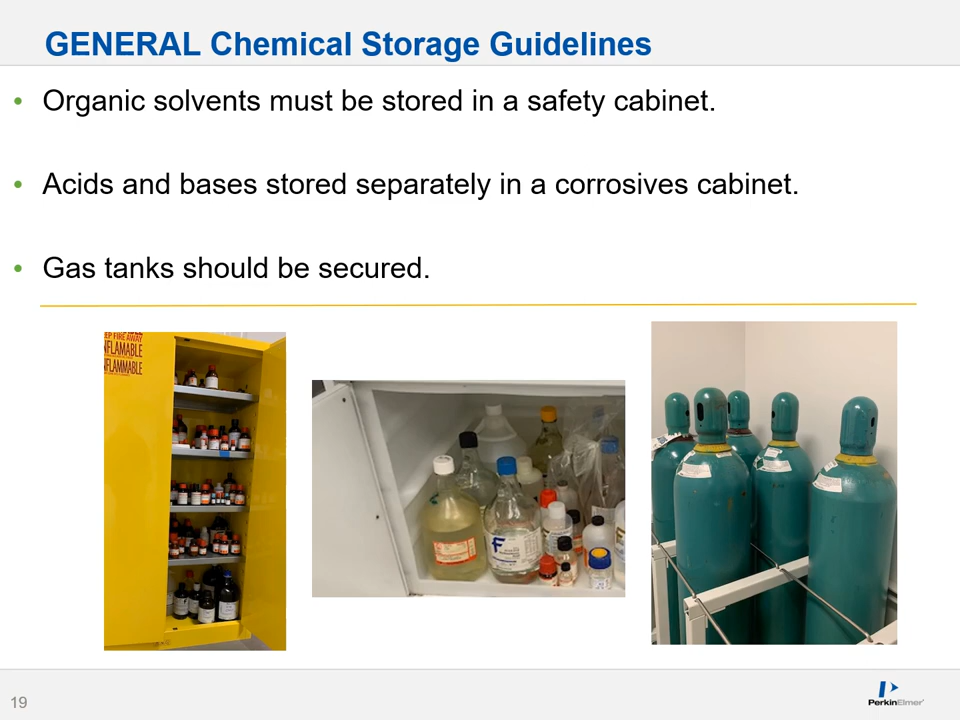 GENERAL Chemical Storage Guidelines
• Organic solvents must be stored in a safety cabinet.
• Acids and bases stored separately in a corrosives cabinet.
• Gas tanks should be secured.
FLAMMABLE
F
19
PerkinElmer